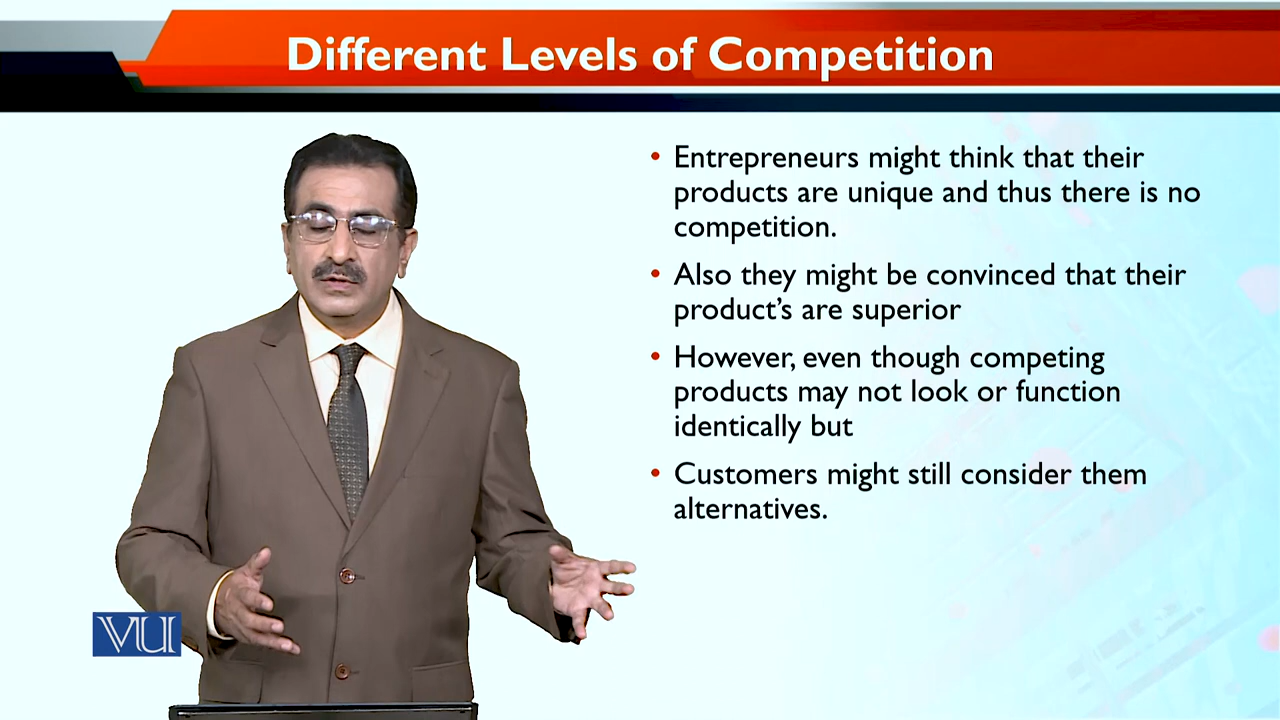 Different Levels of Competition
• Entrepreneurs might think that their
products are unique and thus there is no
competition.
• Also they might be convinced that their
product's are superior
• However, even though competing
products may not look or function
identically but
• Customers might still consider them
alternatives.
VU